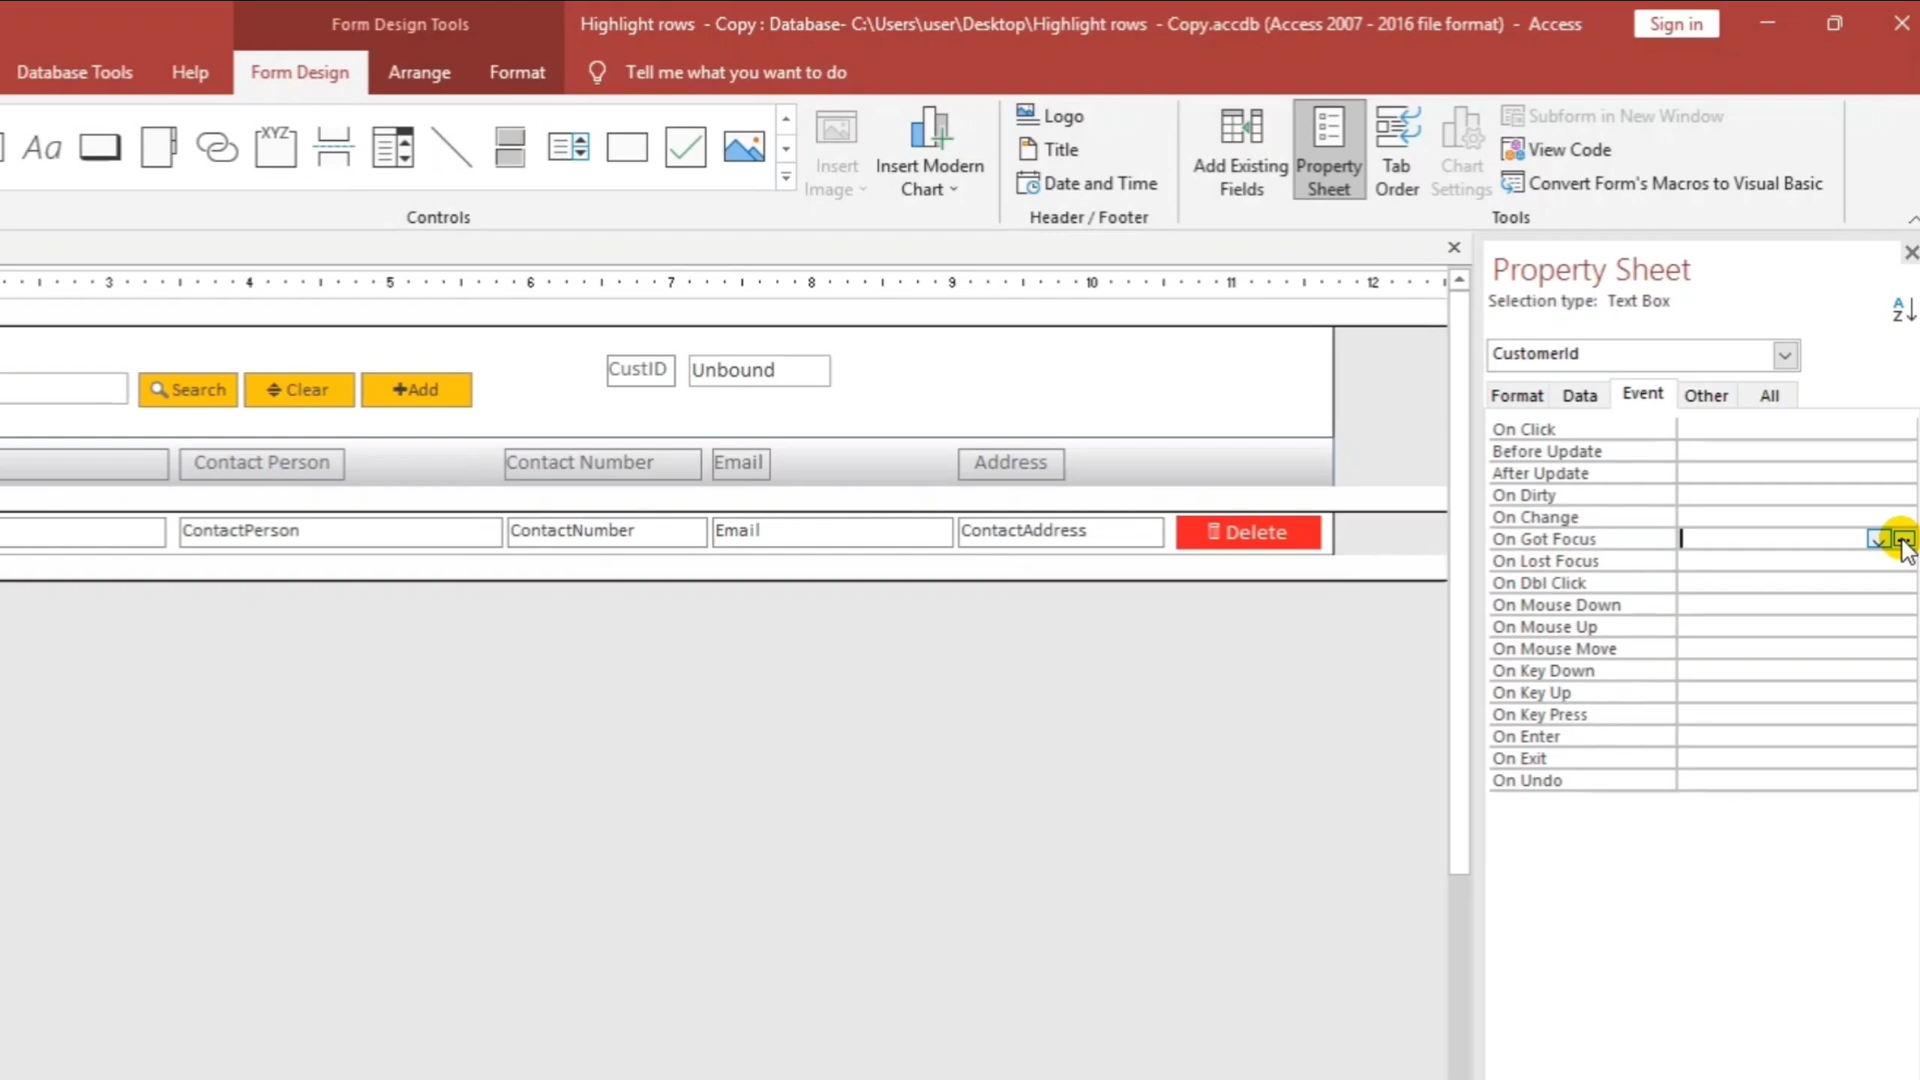 Form Design Tools
Highlight rows - Copy : Database- C:\Users\user\Desktop\Highlight rows - Copy.accdb (Access 2007 - 2016 file format) - Access
Sign in
Database Tools
Help
Form Design
Arrange
Format
Tell me what you want to do
Aa
XYZ
Insert
Image
Insert Modern
Chart
Logo
Title
Date and Time
Add Existing
Fields
Property
Sheet
Tab
Order
Chart
Settings
Subform in New Window
View Code
Convert Form's Macros to Visual Basic
Controls
Header / Footer
Tools
3 4 5 6 7 8 9 10 11 12
Search
Clear
+Add
CustID
Unbound
Contact Person
Contact Number
Email
Address
ContactPerson
ContactNumber
Email
ContactAddress
Delete
Property Sheet
Selection type: Text Box
A
Z
CustomerId
Format
Data
Event
Other
All
On Click
Before Update
After Update
On Dirty
On Change
On Got Focus
On Lost Focus
On Dbl Click
On Mouse Down
On Mouse Up
On Mouse Move
On Key Down
On Key Up
On Key Press
On Enter
On Exit
On Undo